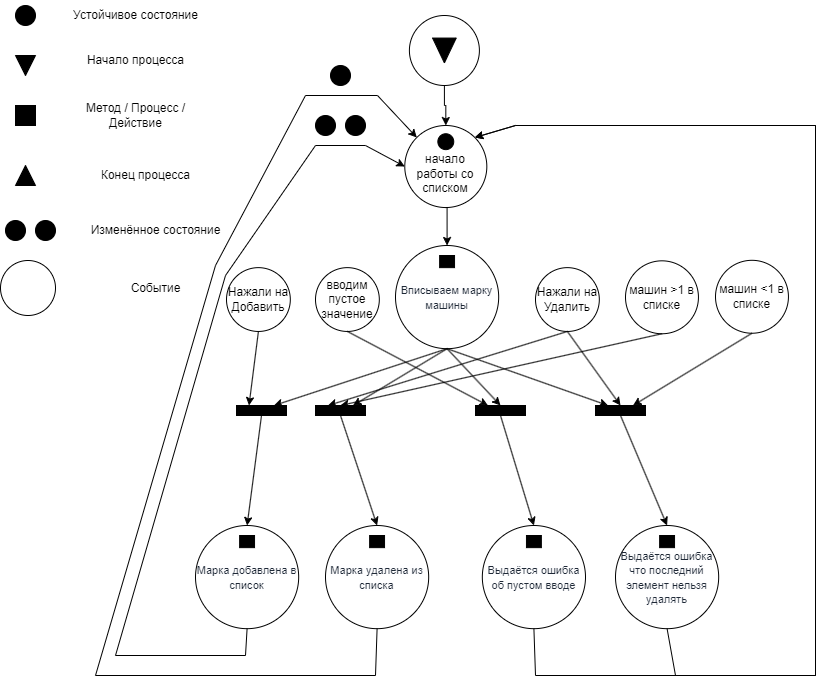 Устойчивое состояние
Начало процесса
Метод / Процесс /
Действие
Конец процесса
Изменённое состояние
Событие
начало
работы со
списком
Вписываем марку
машины
Нажали на
Добавить
вводим
пустое
значение
Нажали на
Удалить
машин >1 в
списке
машин <1 в
списке
Марка добавлена в
список
Марка удалена из
списка
Выдаётся ошибка
об пустом вводе
Выдаётся ошибка
что последний
элемент нельзя
удалять